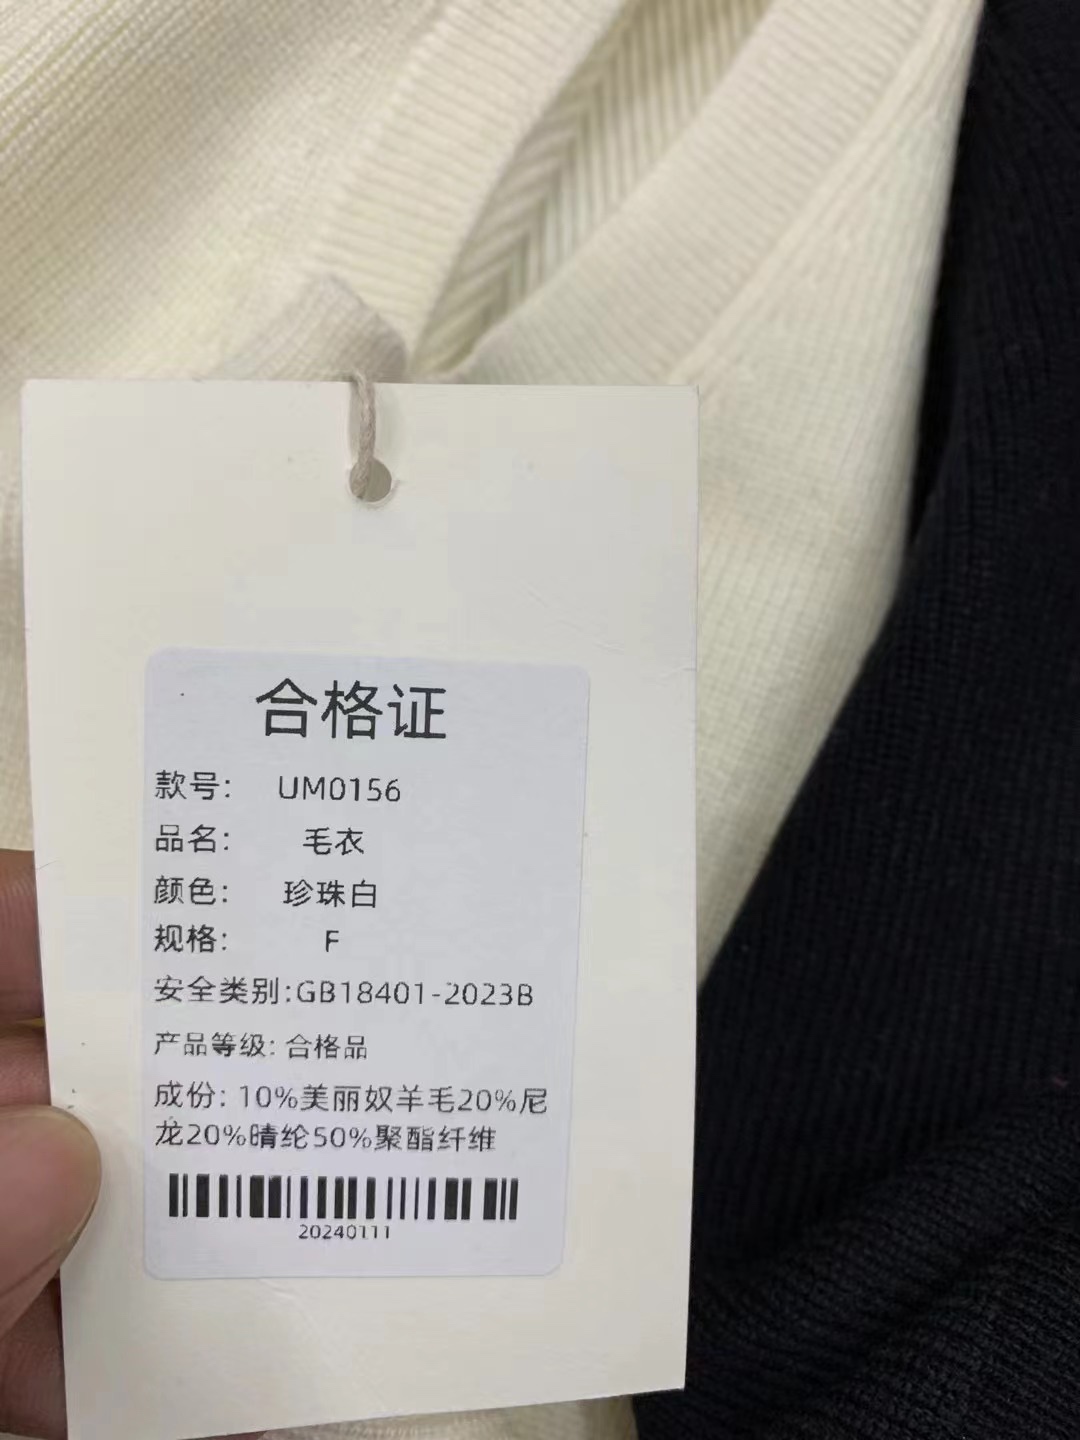 合格证
款号: UM0156
品名: 毛衣
颜色: 珍珠白
规格: F
安全类别:GB18401-2023B
产品等级: 合格品
成份: 10%美丽奴羊毛20%尼
龙20%晴纶50%聚酯纤维
20240111